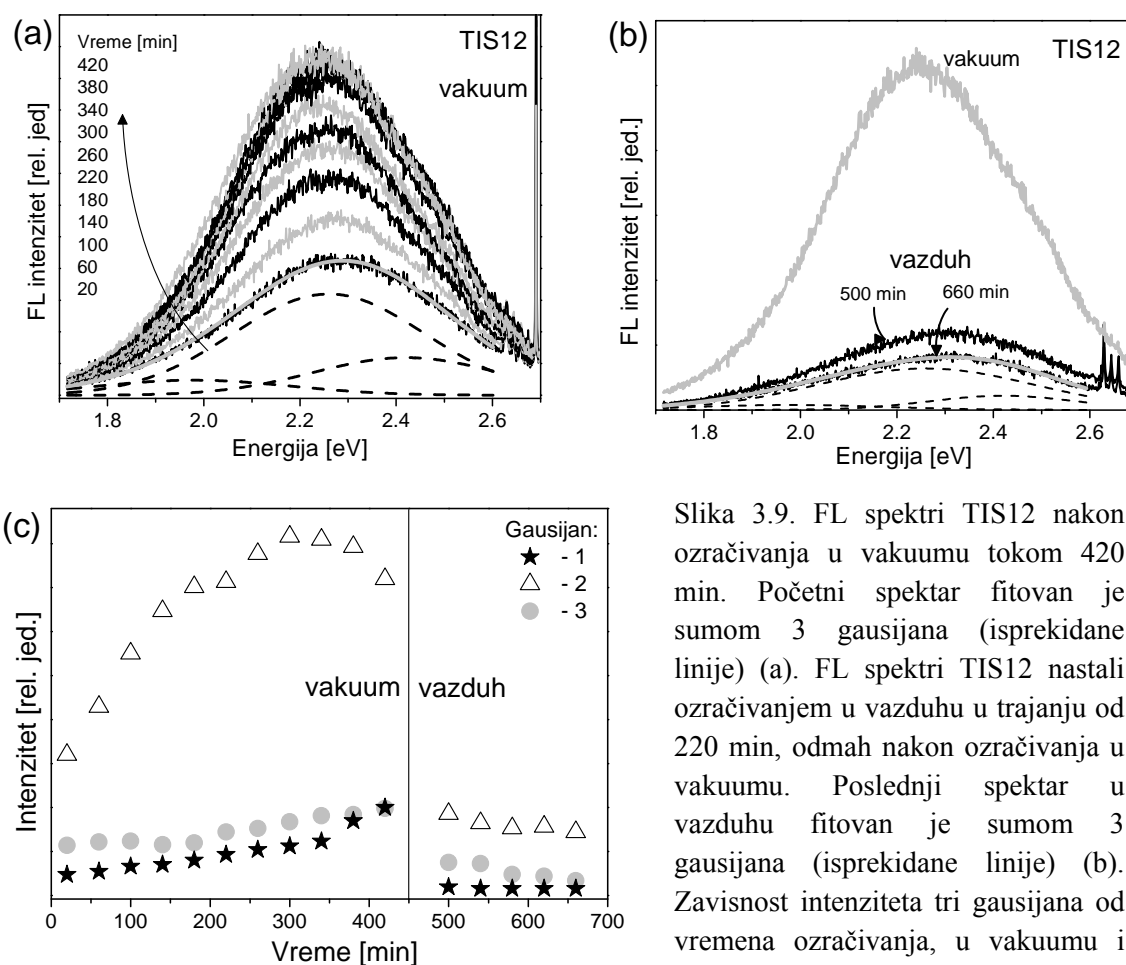 (a)
TIS12
vakuum
Vreme [min]
420
380
340
300
260
220
180
140
100
60
20
FL intenzitet [rel. jed]
1.8
2.0
2.2
2.4
2.6
Energija [eV]
(b)
TIS12
vakuum
vazduh
500 min
660 min
FL intenzitet [rel. jed.]
1.8
2.0
2.2
2.4
2.6
Energija [eV]
(c)
Gausijan:
- 1
- 2
- 3
vakuum
vazduh
Intenzitet [rel. jed.]
0
100
200
300
400
500
600
700
Vreme [min]
Slika 3.9. FL spektri TIS12 nakon
ozračivanja u vakuumu tokom 420
min. Početni spektar fitovan je
sumom 3 gausijana (isprekidane
linije) (a). FL spektri TIS12 nastali
ozračivanjem u vazduhu u trajanju od
220 min, odmah nakon ozračivanja u
vakuumu. Poslednji spektar u
vazduhu fitovan je sumom 3
gausijana (isprekidane linije) (b).
Zavisnost intenziteta tri gausijana od
vremena ozračivanja, u vakuumu i